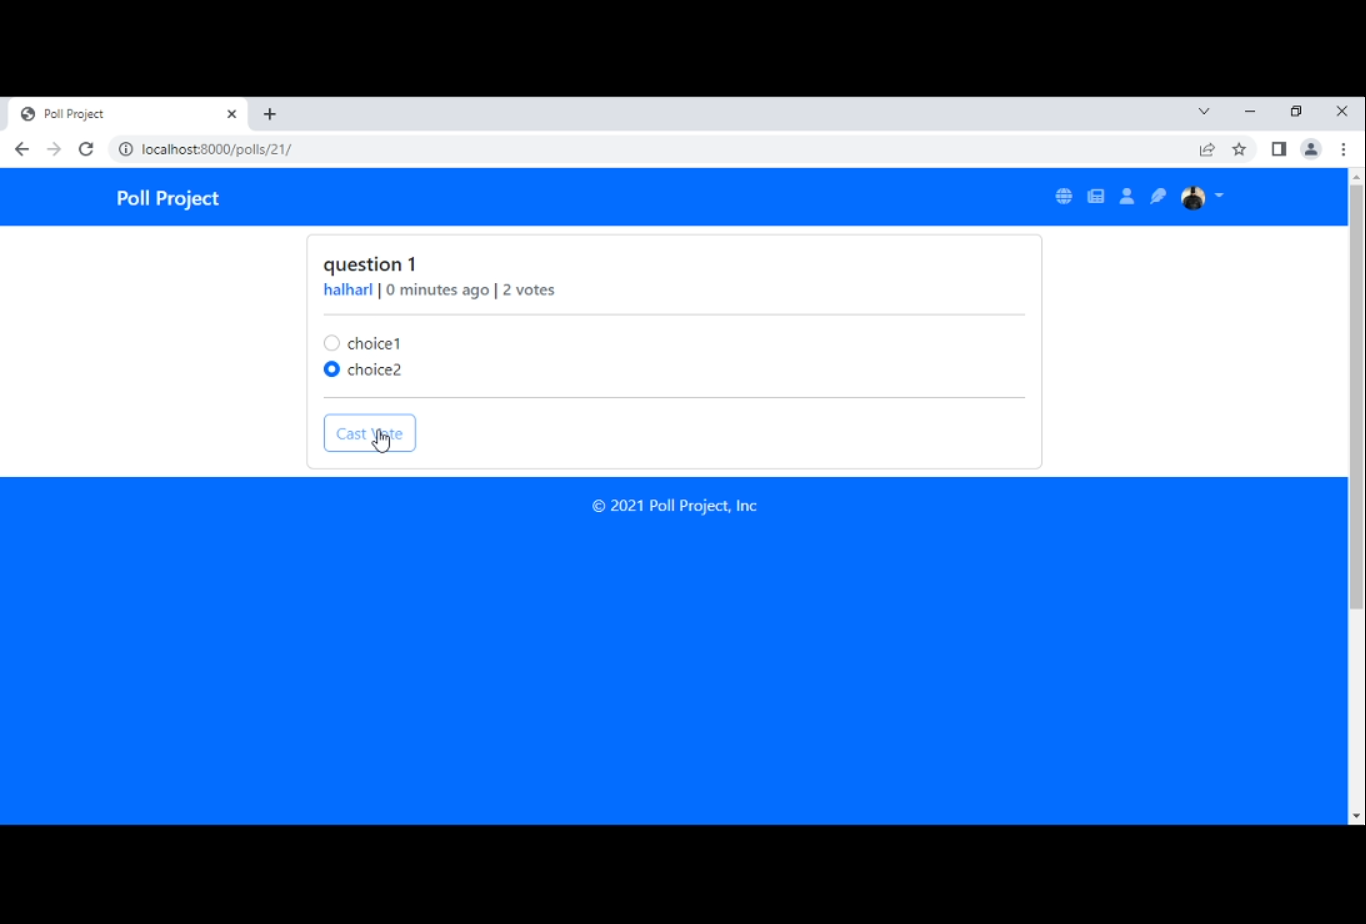 Poll Project
localhost:8000/polls/21/
Poll Project
question 1
halharl | 0 minutes ago | 2 votes
choice1
choice2
Cast Vote
© 2021 Poll Project, Inc